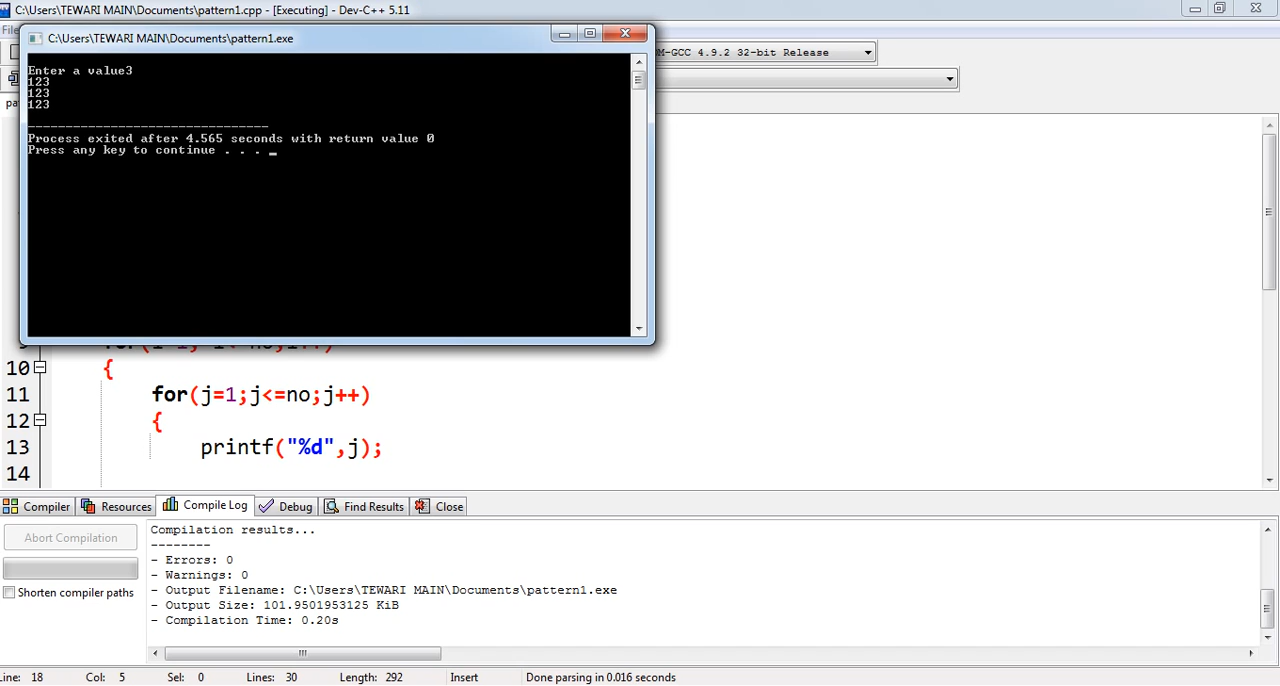 C:\Users\TEWARI MAIN\Documents\pattern1.cpp - [Executing] - Dev-C++ 5.11
File
C:\Users\TEWARI MAIN\Documents\pattern1.exe
M-GCC 4.9.2 32-bit Release
Enter a value3
123
123
123
--------------------------------
Process exited after 4.565 seconds with return value 0
Press any key to continue . . . _
10 {
11 for(j=1;j<=no;j++)
12 {
13 printf("%d",j);
14
Compiler Resources Compile Log Debug Find Results Close
Abort Compilation
Shorten compiler paths
Compilation results...
--------
- Errors: 0
- Warnings: 0
- Output Filename: C:\Users\TEWARI MAIN\Documents\pattern1.exe
- Output Size: 101.9501953125 KiB
- Compilation Time: 0.20s
Line: 18 Col: 5 Sel: 0 Lines: 30 Length: 292 Insert Done parsing in 0.016 seconds